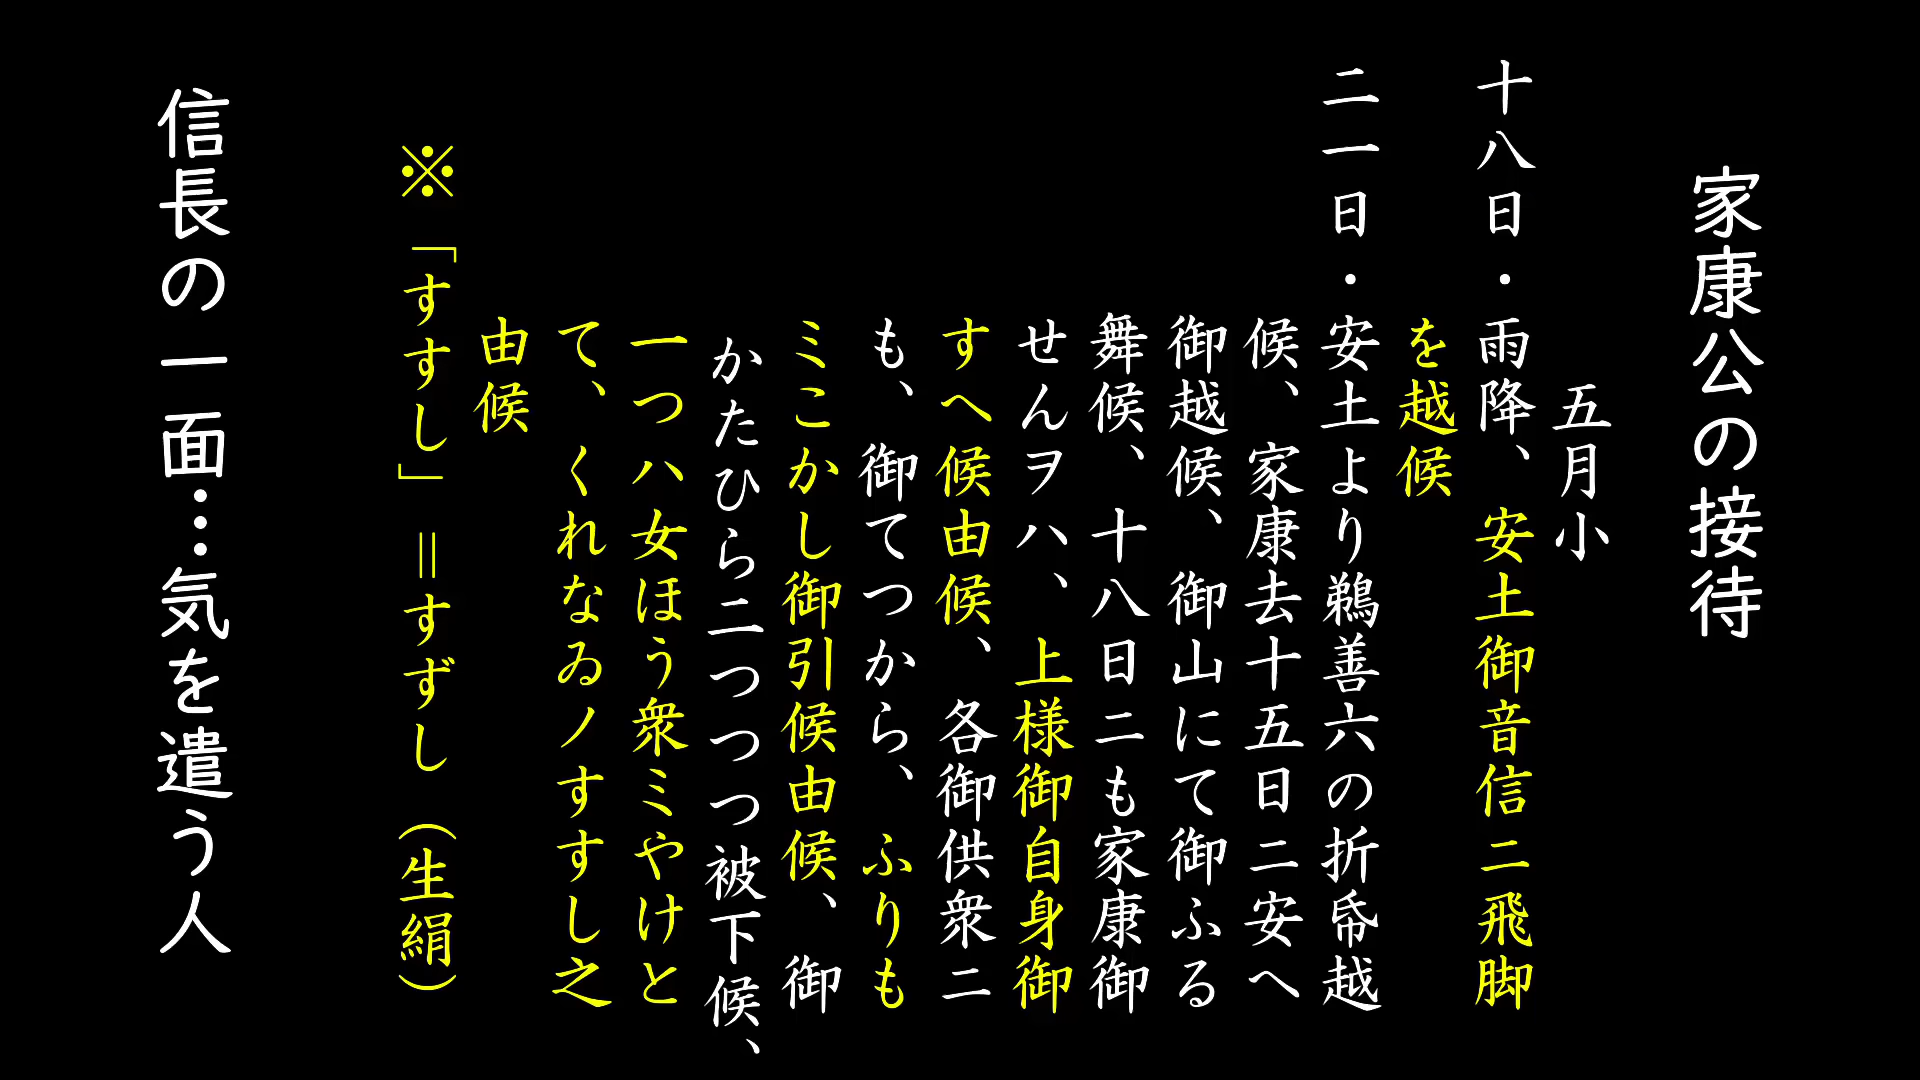 家康公の接待
五月小
十八日・雨降、安土御音信ニ飛脚
を越候
二一日・安土より鵜善六の折帋越
候、家康去十五日ニ安へ
御越候、御山にて御ふる
舞候、十八日ニも家康御
せんヲハ、上様御自身御
すへ候由候、各御供衆ニ
も、御てつから、ふりも
ミこかし御引候由候、御
かたひら二つつつ被下候、
一つハ女ほう衆ミやけと
て、くれなゐノすすし之
由候
※「すすし」＝すずし（生絹）
信長の一面…気を遣う人